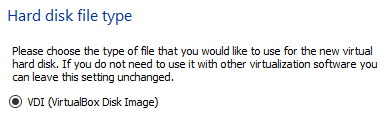 Hard disk file type
Please choose the type of file that you would like to use for the new virtual
hard disk. If you do not need to use it with other virtualization software you
can leave this setting unchanged.
VDI (VirtualBox Disk Image)